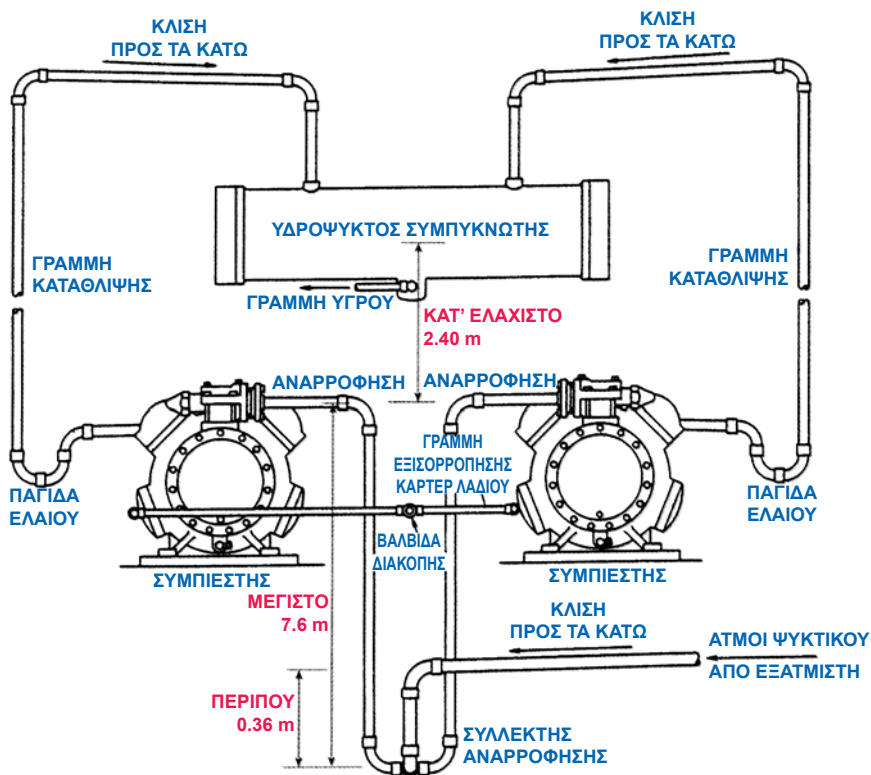 ΚΛΙΣΗ
ΠΡΟΣ ΤΑ ΚΑΤΩ
ΚΛΙΣΗ
ΠΡΟΣ ΤΑ ΚΑΤΩ
ΥΔΡΟΨΥΚΤΟΣ ΣΥΜΠΥΚΝΩΤΗΣ
ΓΡΑΜΜΗ
ΚΑΤΑΘΛΙΨΗΣ
ΓΡΑΜΜΗ
ΚΑΤΑΘΛΙΨΗΣ
ΓΡΑΜΜΗ ΥΓΡΟΥ
ΚΑΤ' ΕΛΑΧΙΣΤΟ
2.40 m
ΑΝΑΡΡΟΦΗΣΗ
ΑΝΑΡΡΟΦΗΣΗ
ΓΡΑΜΜΗ
ΕΞΙΣΟΡΡΟΠΗΣΗΣ
ΚΑΡΤΕΡ ΛΑΔΙΟΥ
ΠΑΓΙΔΑ
ΕΛΑΙΟΥ
ΠΑΓΙΔΑ
ΕΛΑΙΟΥ
ΒΑΛΒΙΔΑ
ΔΙΑΚΟΠΗΣ
ΣΥΜΠΙΕΣΤΗΣ
ΣΥΜΠΙΕΣΤΗΣ
ΜΕΓΙΣΤΟ
7.6 m
ΚΛΙΣΗ
ΠΡΟΣ ΤΑ ΚΑΤΩ
ΑΤΜΟΙ ΨΥΚΤΙΚΟΥ
ΑΠΟ ΕΞΑΤΜΙΣΤΗ
ΠΕΡΙΠΟΥ
0.36 m
ΣΥΛΛΕΚΤΗΣ
ΑΝΑΡΡΟΦΗΣΗΣ